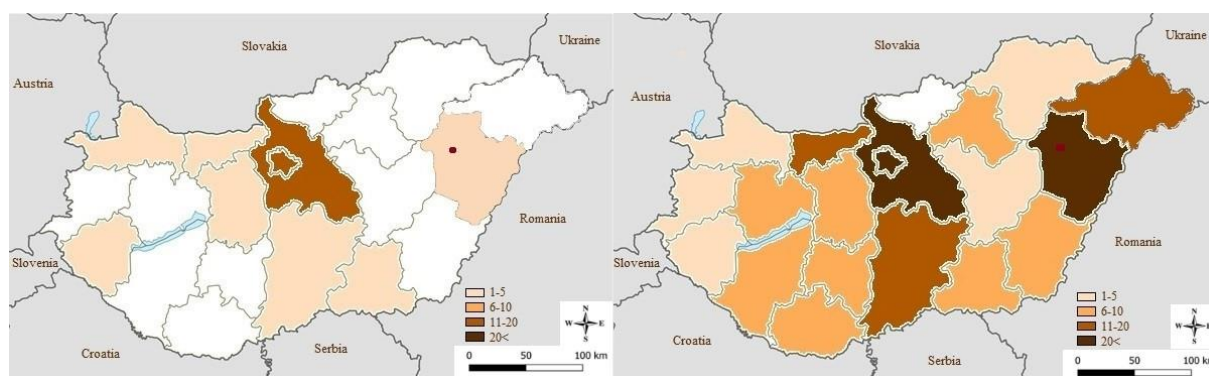 Slovakia
Ukraine
Austria
Romania
Slovenia
Croatia
Serbia
1-5
6-10
11-20
20<
N
W E
S
0 50 100 km
Slovakia
Ukraine
Austria
Romania
Slovenia
Croatia
Serbia
1-5
6-10
11-20
20<
N
W E
S
0 50 100 km